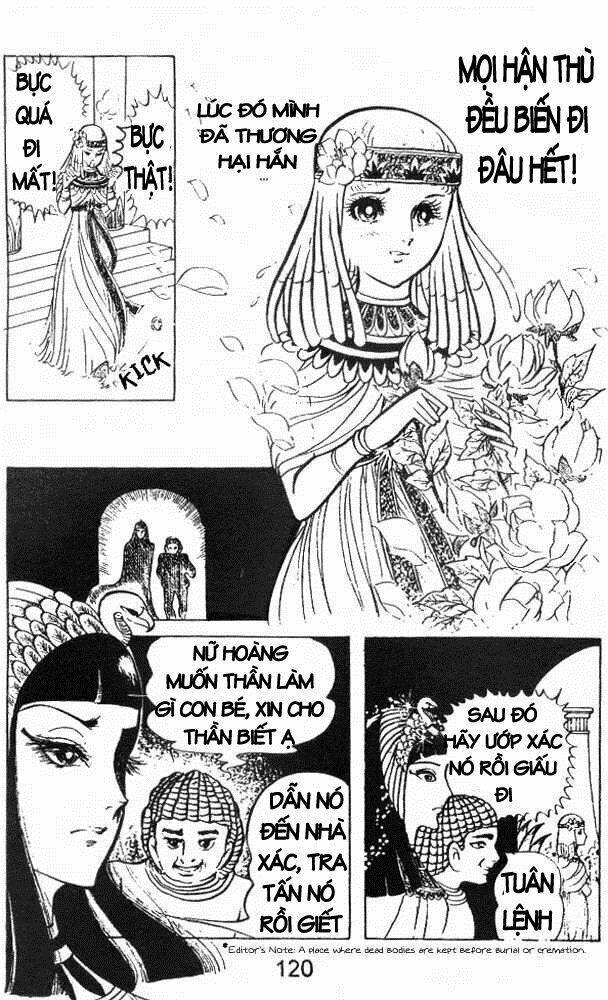 BỰC
QUÁ
ĐI
MẤT!
BỰC
THẬT!
KICK
LÚC ĐÓ MÌNH
ĐÃ THƯƠNG
HẠI HẮN
...
MỌI HẬN THÙ
ĐỀU BIẾN ĐI
ĐÂU HẾT!
NỮ HOÀNG
MUỐN THẦN LÀM
GÌ CON BÉ, XIN CHO
THẦN BIẾT Ạ
DẪN NÓ
ĐẾN NHÀ
XÁC, TRA
TẤN NÓ
RỒI GIẾT
SAU ĐÓ
HÃY ƯỚP XÁC
NÓ RỒI GIẤU
ĐI
TUÂN
LỆNH
*Editor's Note: A place where dead bodies are kept before burial or cremation.
120